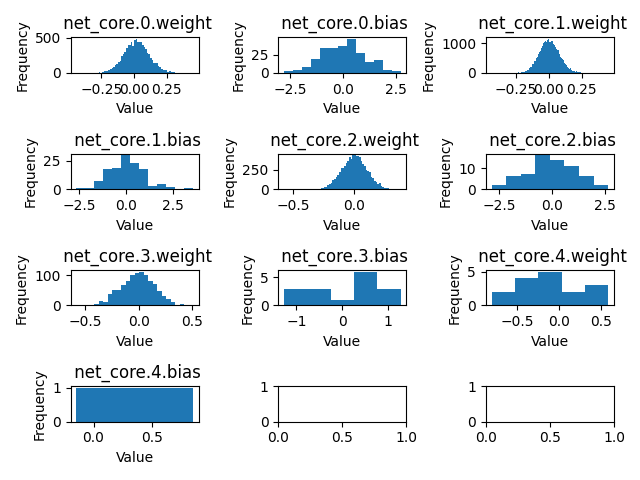 net_core.0.weight
500
0
Frequency
−0.25 0.00 0.25
Value
net_core.0.bias
25
0
Frequency
−2.5 0.0 2.5
Value
net_core.1.weight
1000
0
Frequency
−0.25 0.00 0.25
Value
net_core.1.bias
25
0
Frequency
−2.5 0.0 2.5
Value
net_core.2.weight
250
0
Frequency
−0.5 0.0
Value
net_core.2.bias
10
0
Frequency
−2.5 0.0 2.5
Value
net_core.3.weight
100
0
Frequency
−0.5 0.0 0.5
Value
net_core.3.bias
5
0
Frequency
−1 0 1
Value
net_core.4.weight
5
0
Frequency
−0.5 0.0 0.5
Value
net_core.4.bias
1
0
Frequency
0.0 0.5
Value
1
0
0.0 0.5 1.0
1
0
0.0 0.5 1.0